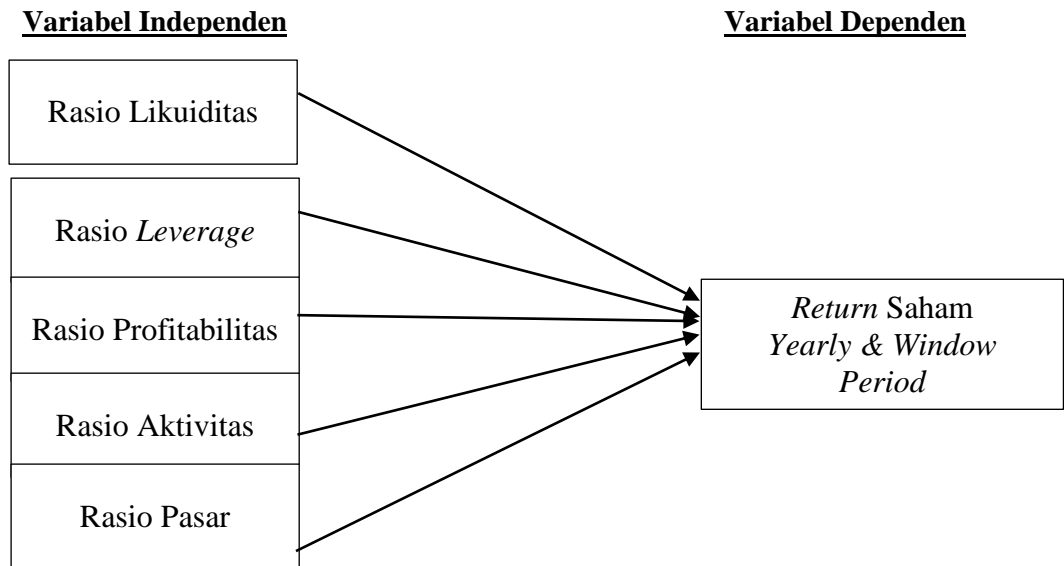 Variabel Independen
Variabel Dependen
Rasio Likuiditas
Rasio Leverage
Rasio Profitabilitas
Rasio Aktivitas
Rasio Pasar
Return Saham
Yearly & Window
Period